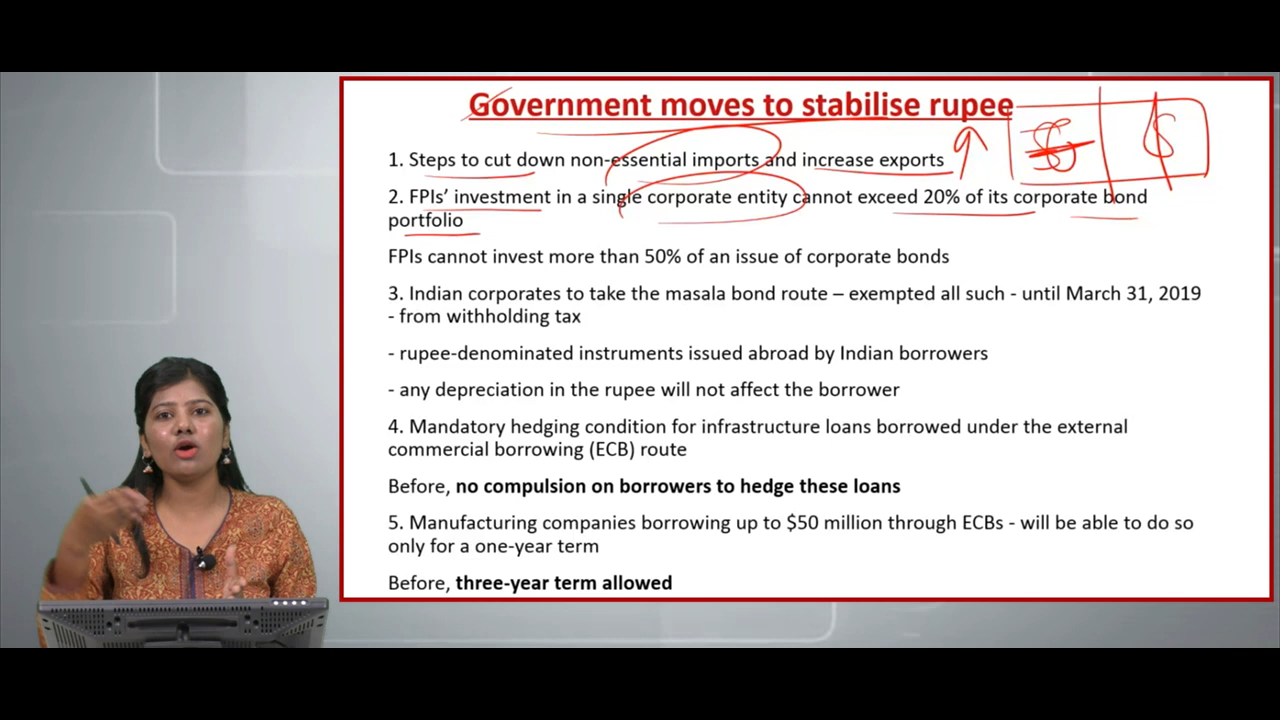 Government moves to stabilise rupee
1. Steps to cut down non-essential imports and increase exports
2. FPIs' investment in a single corporate entity cannot exceed 20% of its corporate bond
portfolio
FPIs cannot invest more than 50% of an issue of corporate bonds
3. Indian corporates to take the masala bond route – exempted all such - until March 31, 2019
- from withholding tax
- rupee-denominated instruments issued abroad by Indian borrowers
- any depreciation in the rupee will not affect the borrower
4. Mandatory hedging condition for infrastructure loans borrowed under the external
commercial borrowing (ECB) route
Before, no compulsion on borrowers to hedge these loans
5. Manufacturing companies borrowing up to $50 million through ECBs - will be able to do so
only for a one-year term
Before, three-year term allowed
$